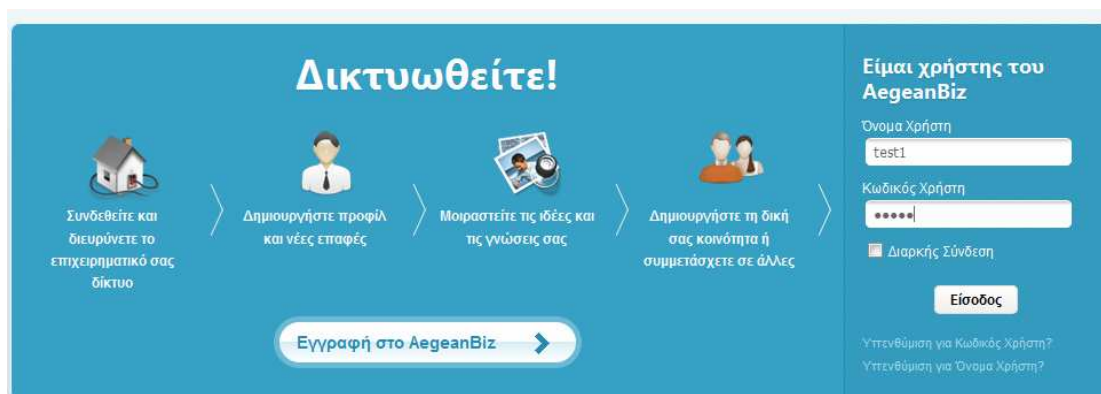 Δικτυωθείτε!
Συνδεθείτε και
διευρύνετε το
επιχειρηματικό σας
δίκτυο
Δημιουργήστε προφίλ
και νέες επαφές
Μοιραστείτε τις ιδέες και
τις γνώσεις σας
Δημιουργήστε τη δική
σας κοινότητα ή
συμμετάσχετε σε άλλες
Εγγραφή στο AegeanBiz
Είμαι χρήστης του
AegeanBiz
Όνομα Χρήστη
test1
Κωδικός Χρήστη
•••••
Διαρκής Σύνδεση
Είσοδος
Υπενθύμιση για Κωδικός Χρήστη?
Υπενθύμιση για Όνομα Χρήστη?